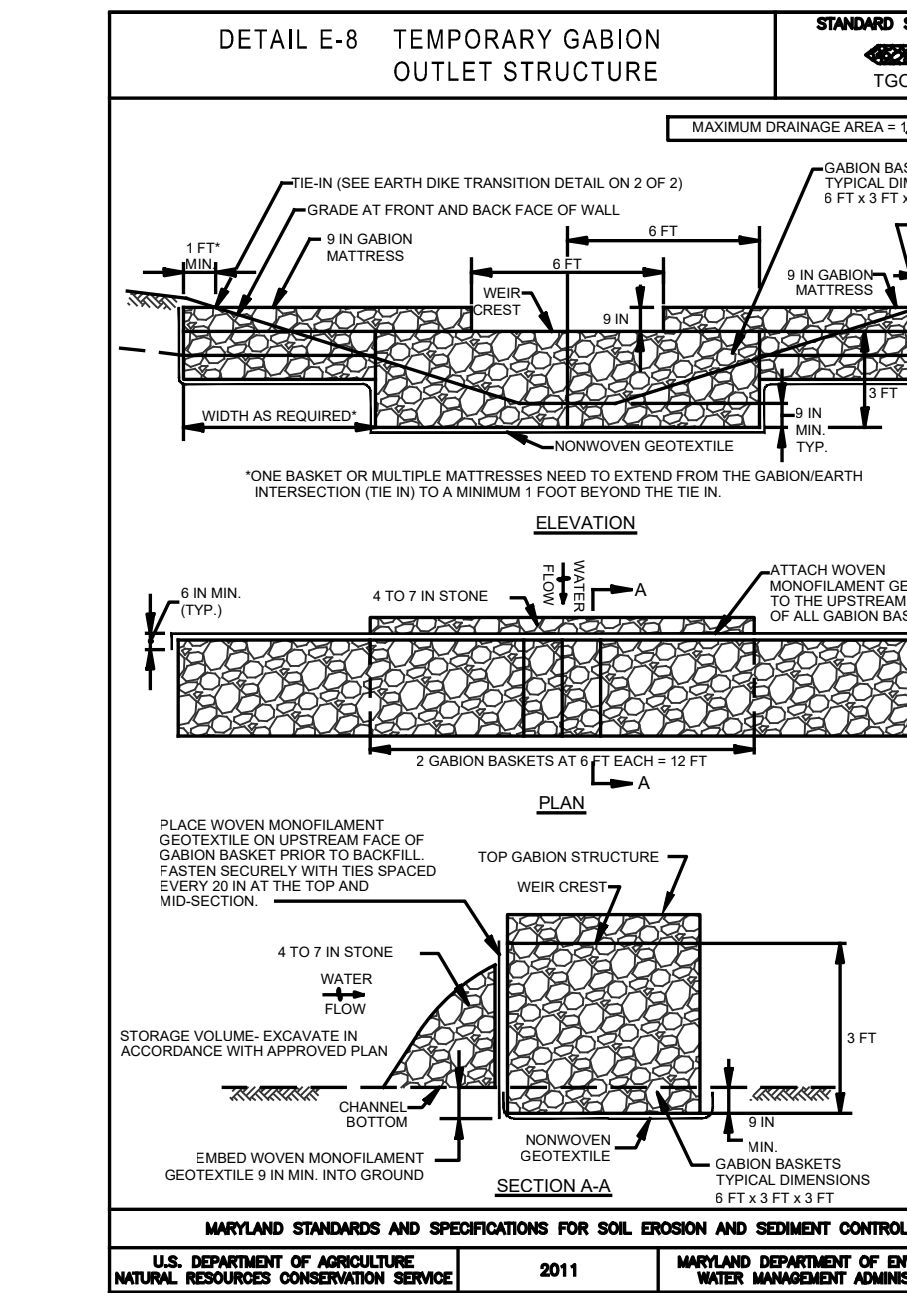 DETAIL E-8 TEMPORARY GABION
OUTLET STRUCTURE
STANDARD
MAXIMUM DRAINAGE AREA =
TIE-IN (SEE EARTH DIKE TRANSITION DETAIL ON 2 OF 2)
GRADE AT FRONT AND BACK FACE OF WALL
GABION
TYPICAL
6 FT x 3 FT x
1 FT*
MIN
9 IN GABION
MATTRESS
6 FT
6 FT
WEIR
CREST
9 IN
9 IN GABION
MATTRESS
3 FT
WIDTH AS REQUIRED*
9 IN
MIN.
TYP.
NONWOVEN GEOTEXTILE
*ONE BASKET OR MULTIPLE MATTRESSES NEED TO EXTEND FROM THE GABION/EARTH
INTERSECTION (TIE IN) TO A MINIMUM 1 FOOT BEYOND THE TIE IN.
ELEVATION
6 IN MIN.
(TYP.)
4 TO 7 IN STONE
WATER
FLOW
A
ATTACH WOVEN
MONOFILAMENT
TO THE UPSTREAM
OF ALL GABION
2 GABION BASKETS AT 6 FT EACH = 12 FT
A
PLAN
PLACE WOVEN MONOFILAMENT
GEOTEXTILE ON UPSTREAM FACE OF
GABION BASKET PRIOR TO BACKFILL.
FASTEN SECURELY WITH TIES SPACED
EVERY 20 IN AT THE TOP AND
MID-SECTION.
TOP GABION STRUCTURE
WEIR CREST
4 TO 7 IN STONE
WATER
FLOW
STORAGE VOLUME- EXCAVATE IN
ACCORDANCE WITH APPROVED PLAN
3 FT
CHANNEL
BOTTOM
9 IN
MIN.
NONWOVEN
GEOTEXTILE
EMBED WOVEN MONOFILAMENT
GEOTEXTILE 9 IN MIN. INTO GROUND
GABION BASKETS
TYPICAL DIMENSIONS
6 FT x 3 FT x 3 FT
SECTION A-A
MARYLAND STANDARDS AND SPECIFICATIONS FOR SOIL EROSION AND SEDIMENT CONTROL
U.S. DEPARTMENT OF AGRICULTURE
NATURAL RESOURCES CONSERVATION SERVICE
2011
MARYLAND DEPARTMENT OF
WATER MANAGEMENT